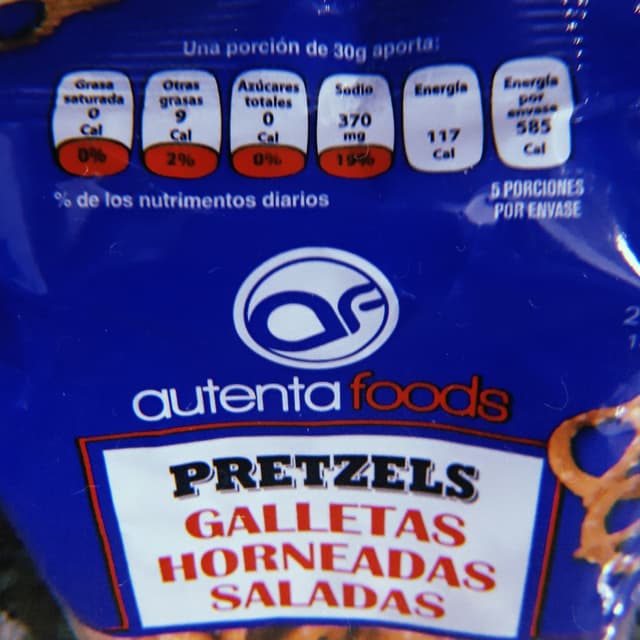 Una porción de 30g aporta:
Grasa saturada 0 Cal 0%
Otras grasas 9 Cal 2%
Azúcares totales 0 Cal 0%
Sodio 370 mg 15%
Energía 117 Cal
Energía por envase 585 Cal
% de los nutrimentos diarios
5 PORCIONES
POR ENVASE
af
autenta foods
PRETZELS
GALLETAS
HORNEADAS
SALADAS